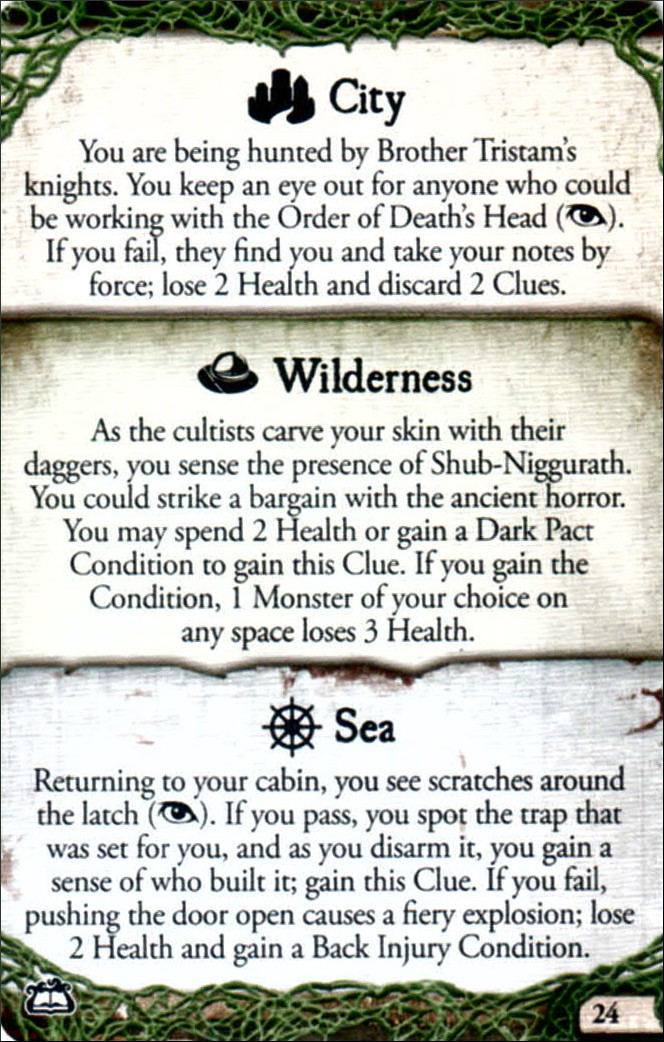 City
You are being hunted by Brother Tristam's
knights. You keep an eye out for anyone who could
be working with the Order of Death's Head ( ).
If you fail, they find you and take your notes by
force; lose 2 Health and discard 2 Clues.
Wilderness
As the cultists carve your skin with their
daggers, you sense the presence of Shub-Niggurath.
You could strike a bargain with the ancient horror.
You may spend 2 Health or gain a Dark Pact
Condition to gain this Clue. If you gain the
Condition, 1 Monster of your choice on
any space loses 3 Health.
Sea
Returning to your cabin, you see scratches around
the latch ( ). If you pass, you spot the trap that
was set for you, and as you disarm it, you gain a
sense of who built it; gain this Clue. If you fail,
pushing the door open causes a fiery explosion; lose
2 Health and gain a Back Injury Condition.
24